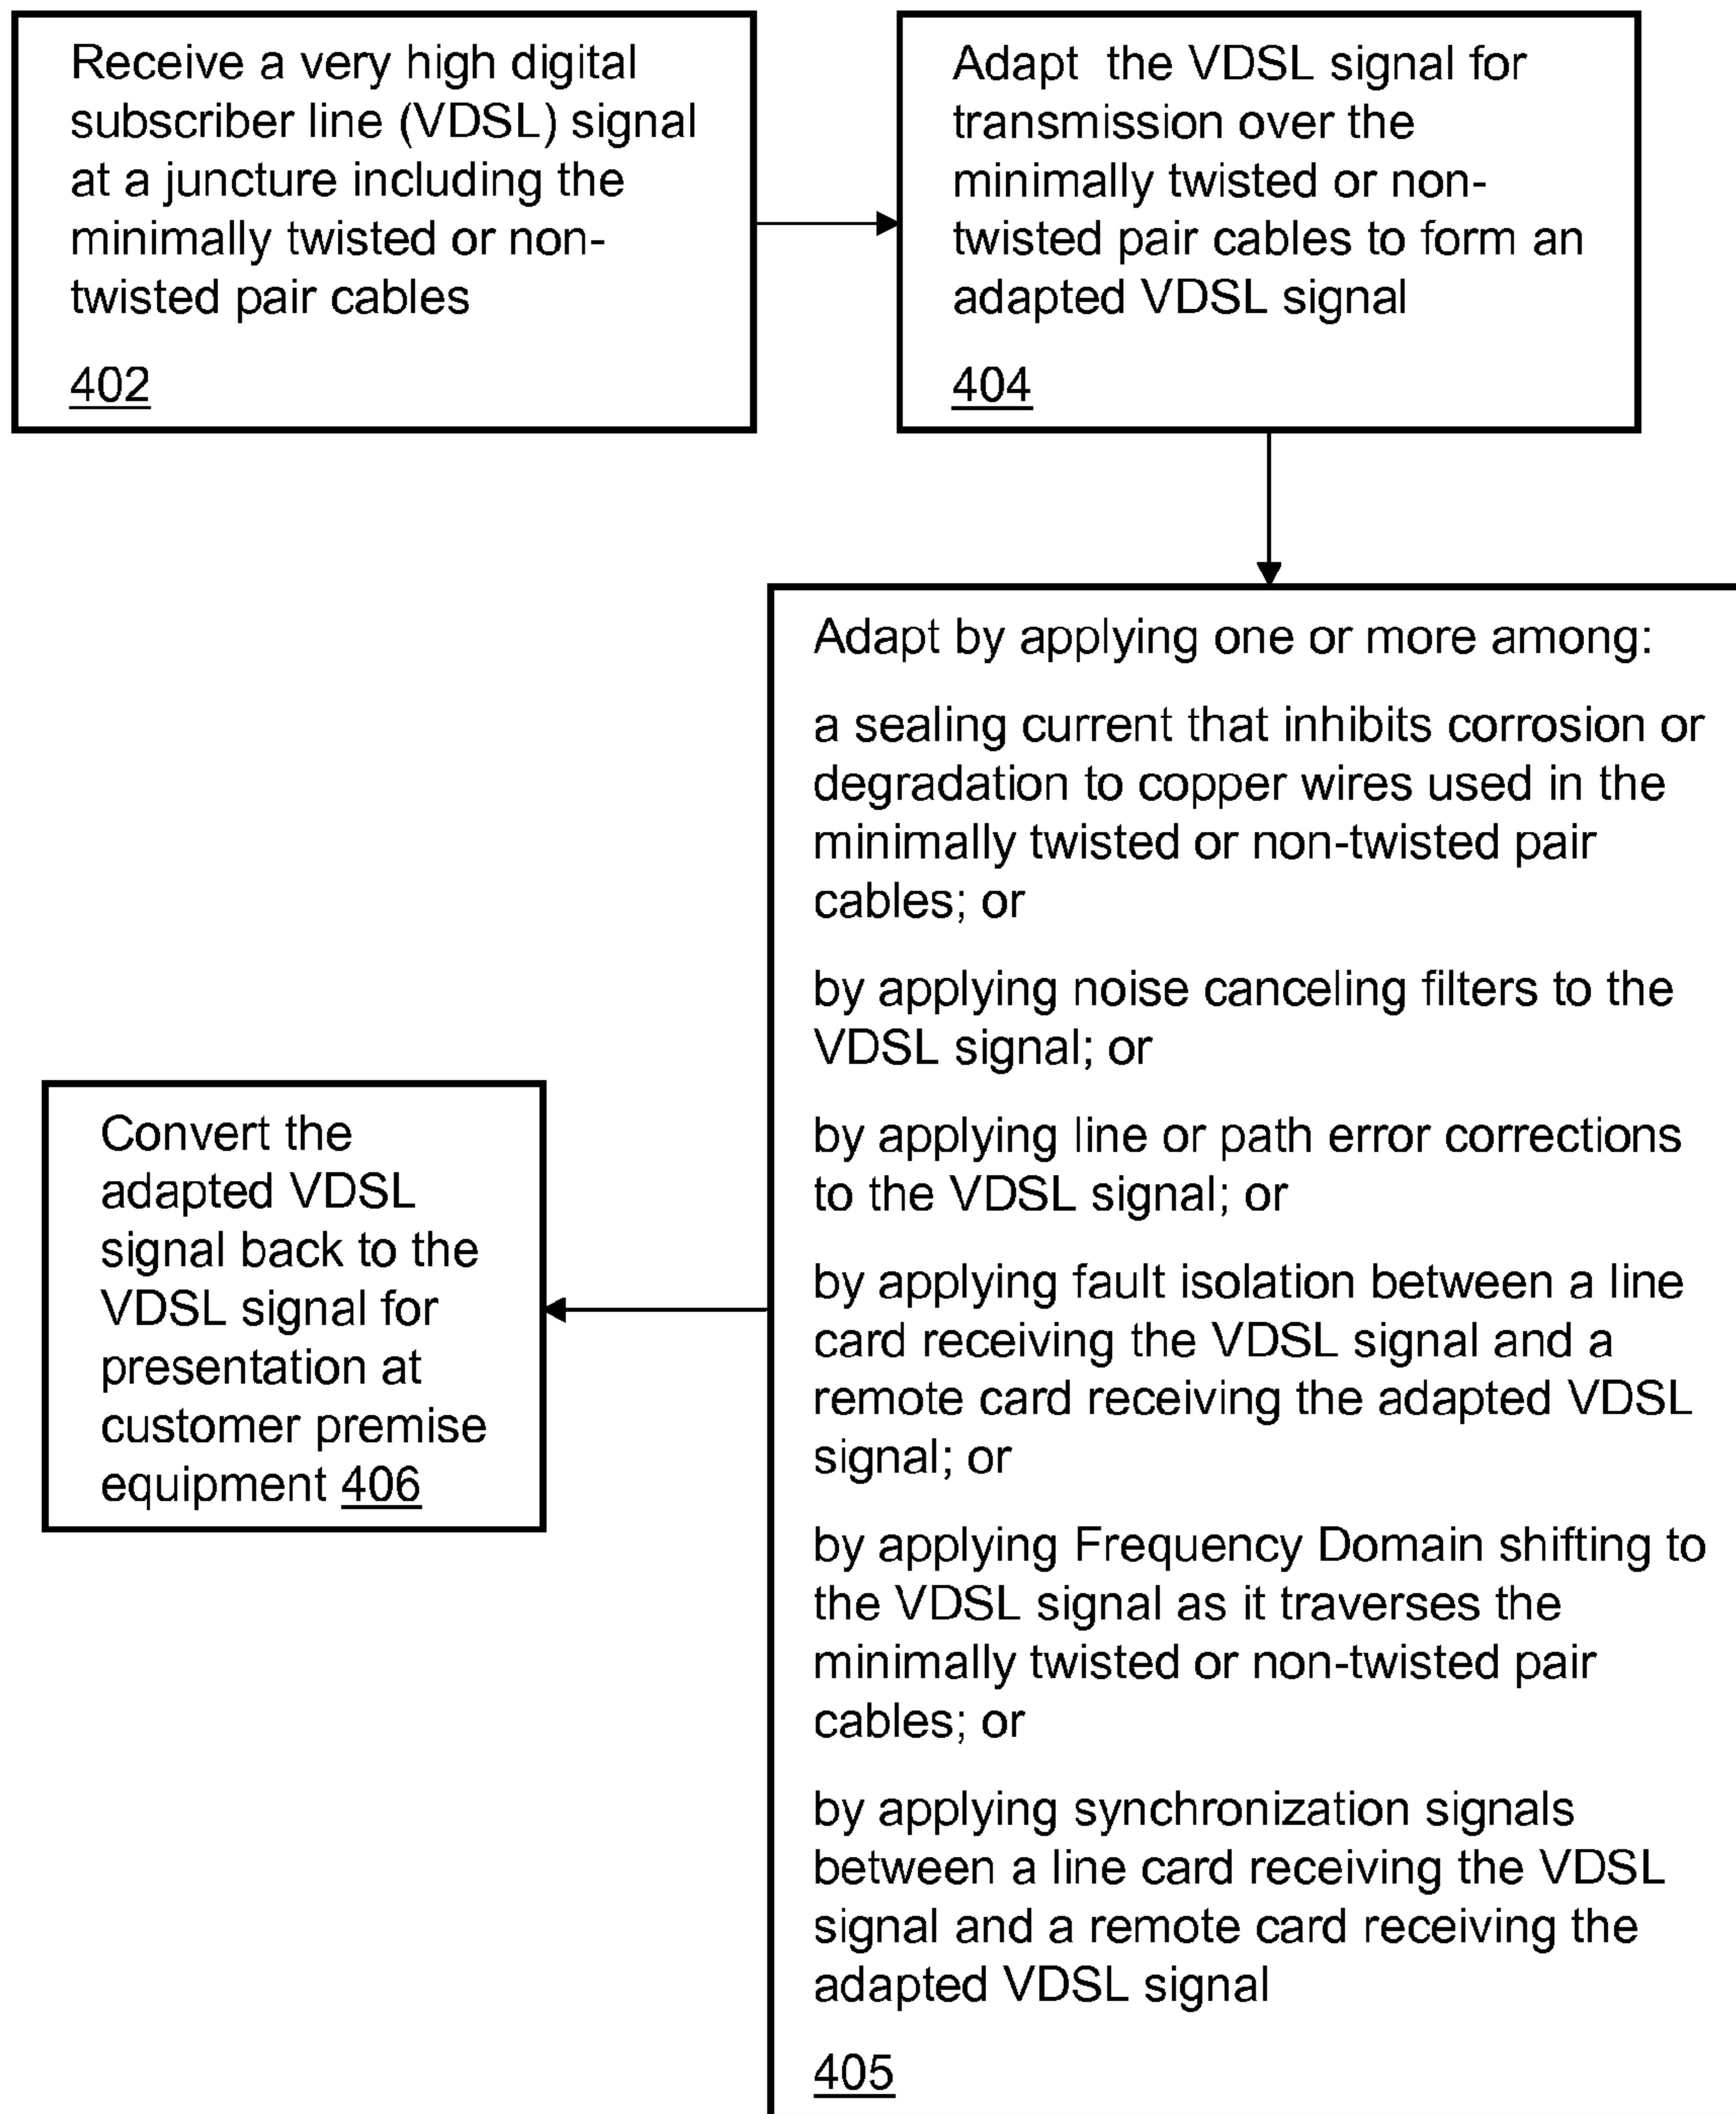 Receive a very high digital
subscriber line (VDSL) signal
at a juncture including the
minimally twisted or non-
twisted pair cables
402
Adapt the VDSL signal for
transmission over the
minimally twisted or non-
twisted pair cables to form an
adapted VDSL signal
404
Adapt by applying one or more among:
a sealing current that inhibits corrosion or
degradation to copper wires used in the
minimally twisted or non-twisted pair
cables; or
by applying noise canceling filters to the
VDSL signal; or
by applying line or path error corrections
to the VDSL signal; or
by applying fault isolation between a line
card receiving the VDSL signal and a
remote card receiving the adapted VDSL
signal; or
by applying Frequency Domain shifting to
the VDSL signal as it traverses the
minimally twisted or non-twisted pair
cables; or
by applying synchronization signals
between a line card receiving the VDSL
signal and a remote card receiving the
adapted VDSL signal
405
Convert the
adapted VDSL
signal back to the
VDSL signal for
presentation at
customer premise
equipment 406